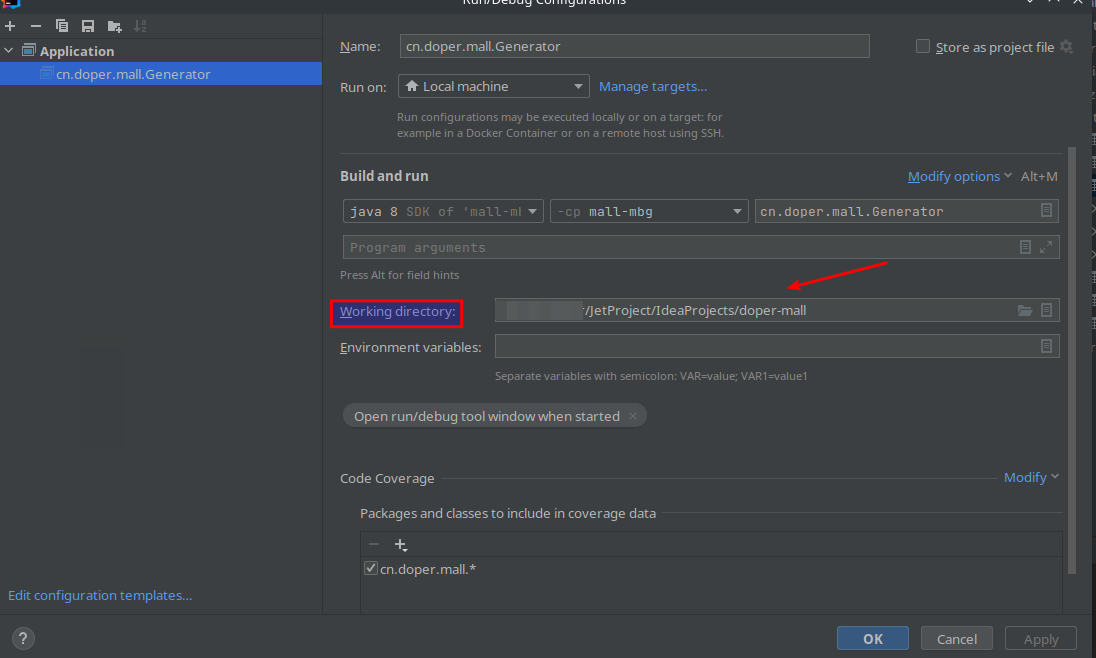 Run/Debug Configurations
Application
cn.doper.mall.Generator
Name: cn.doper.mall.Generator Store as project file
Run on: Local machine Manage targets...
Run configurations may be executed locally or on a target: for
example in a Docker Container or on a remote host using SSH.
Build and run Modify options Alt+M
java 8 SDK of 'mall-m -cp mall-mbg cn.doper.mall.Generator
Program arguments
Press Alt for field hints
Working directory: /JetProject/IdeaProjects/doper-mall
Environment variables:
Separate variables with semicolon: VAR=value; VAR1=value1
Open run/debug tool window when started ×
Code Coverage Modify
Packages and classes to include in coverage data
cn.doper.mall.*
Edit configuration templates...
? OK Cancel Apply